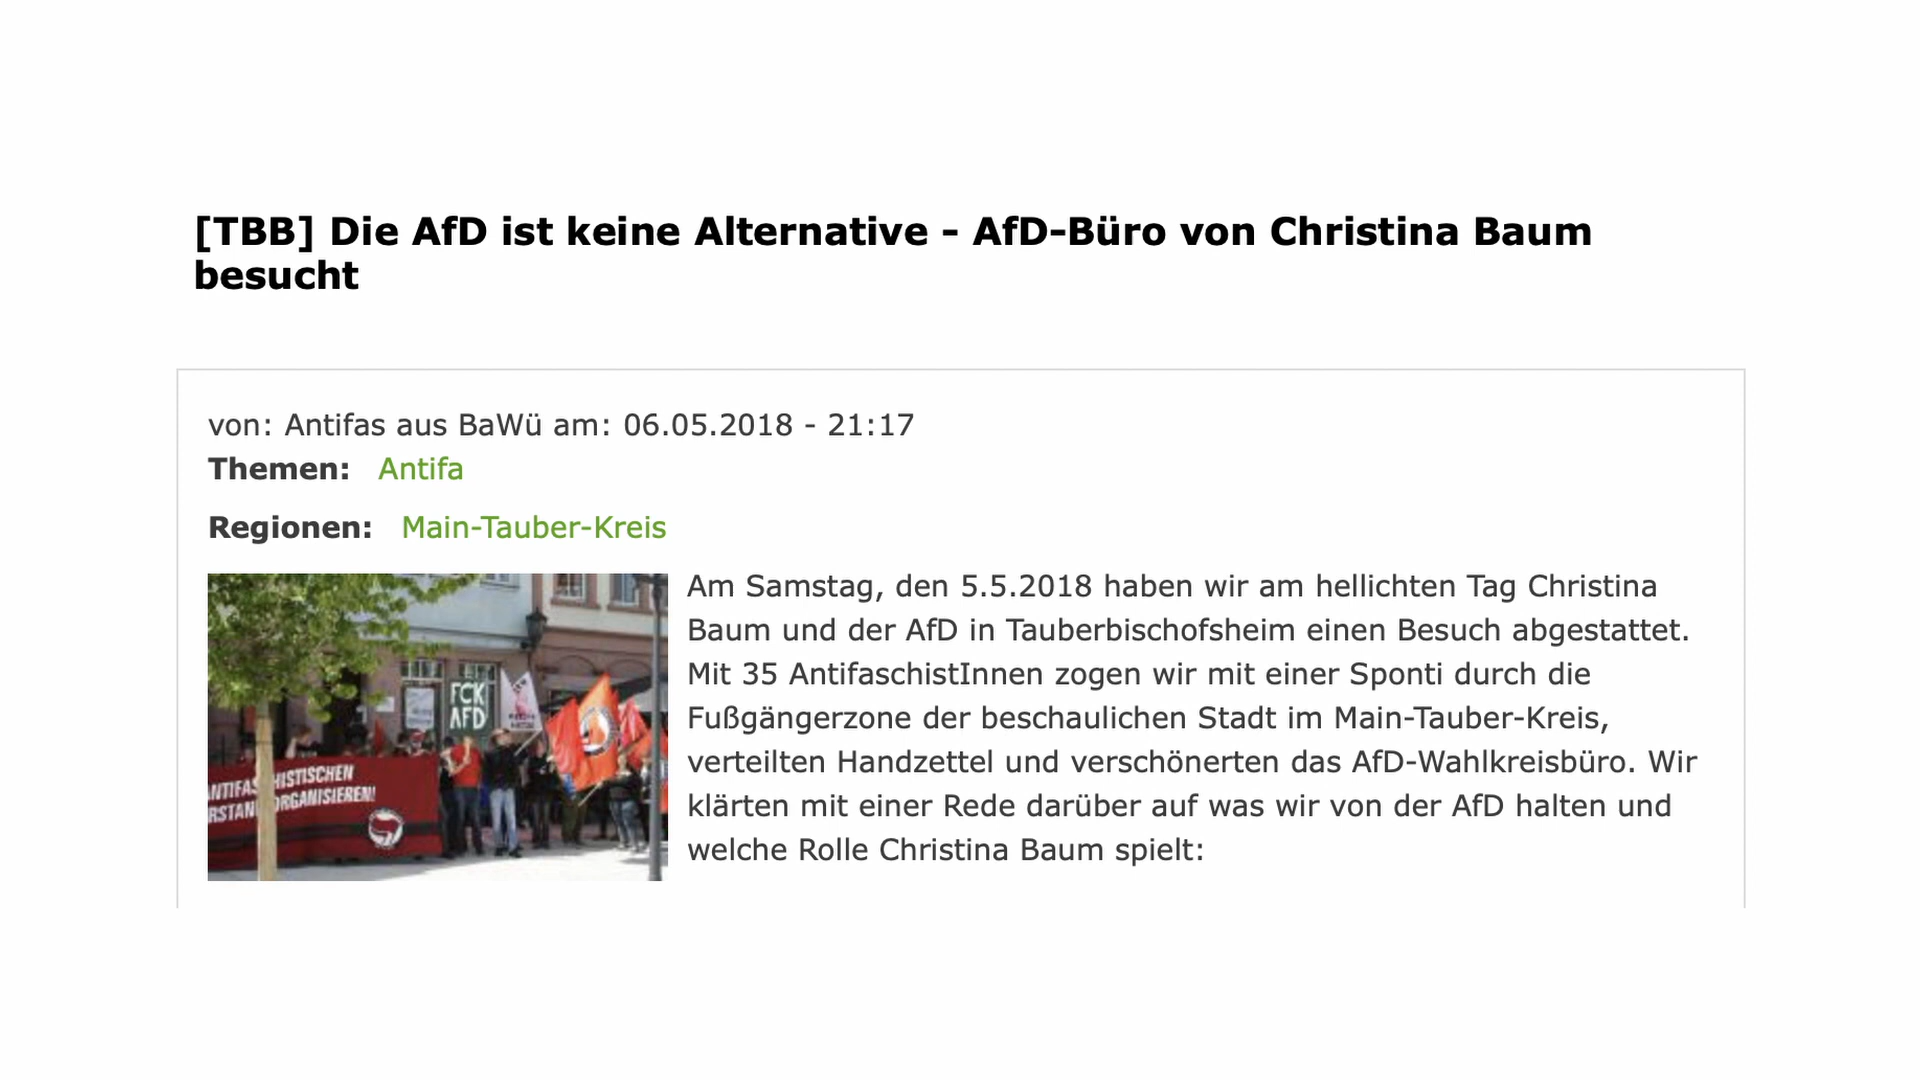 [TBB] Die AfD ist keine Alternative - AfD-Büro von Christina Baum
besucht
von: Antifas aus BaWü am: 06.05.2018 - 21:17
Themen: Antifa
Regionen: Main-Tauber-Kreis
Am Samstag, den 5.5.2018 haben wir am hellichten Tag Christina
Baum und der AfD in Tauberbischofsheim einen Besuch abgestattet.
Mit 35 AntifaschistInnen zogen wir mit einer Sponti durch die
Fußgängerzone der beschaulichen Stadt im Main-Tauber-Kreis,
verteilten Handzettel und verschönerten das AfD-Wahlkreisbüro. Wir
klärten mit einer Rede darüber auf was wir von der AfD halten und
welche Rolle Christina Baum spielt:
FCK
AFD
ORGANISIEREN!